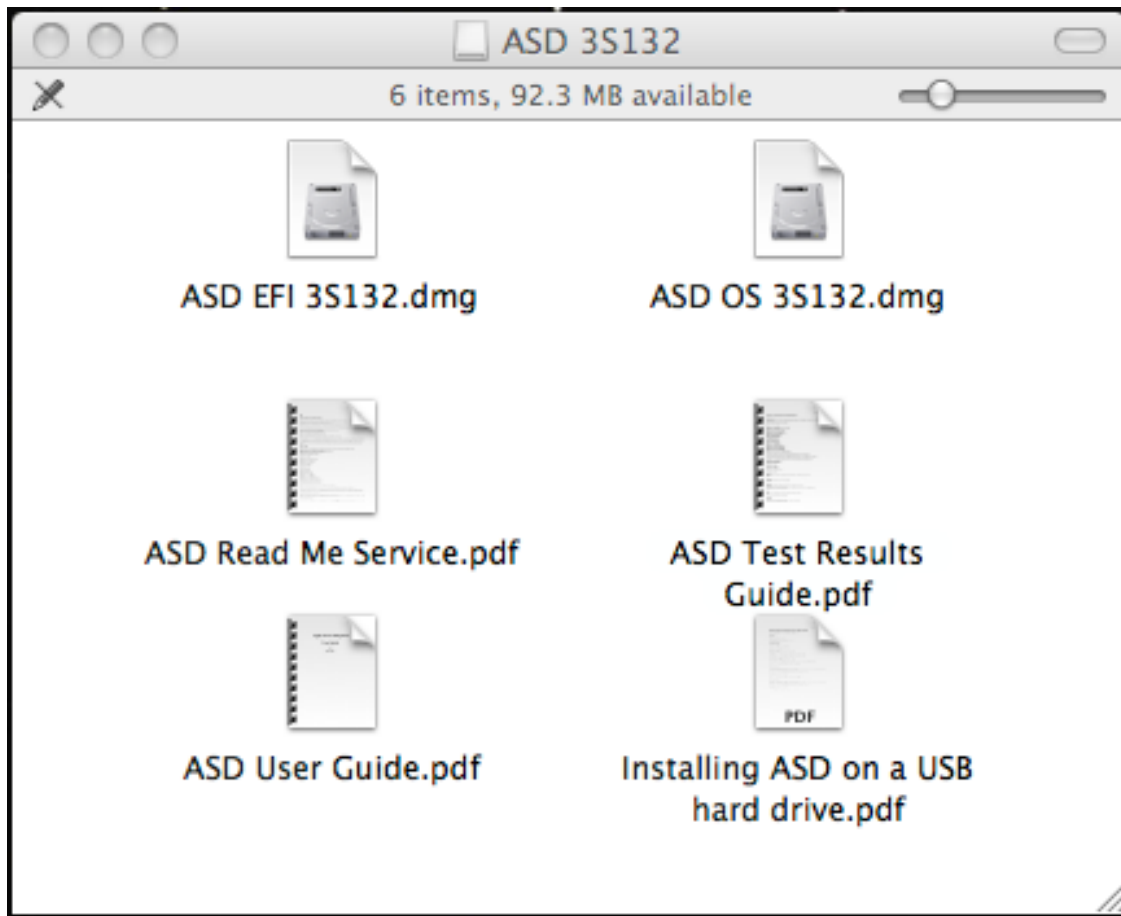 ASD 3S132
6 items, 92.3 MB available
ASD EFI 3S132.dmg
ASD OS 3S132.dmg
ASD Read Me Service.pdf
ASD Test Results
Guide.pdf
ASD User Guide.pdf
PDF
Installing ASD on a USB
hard drive.pdf